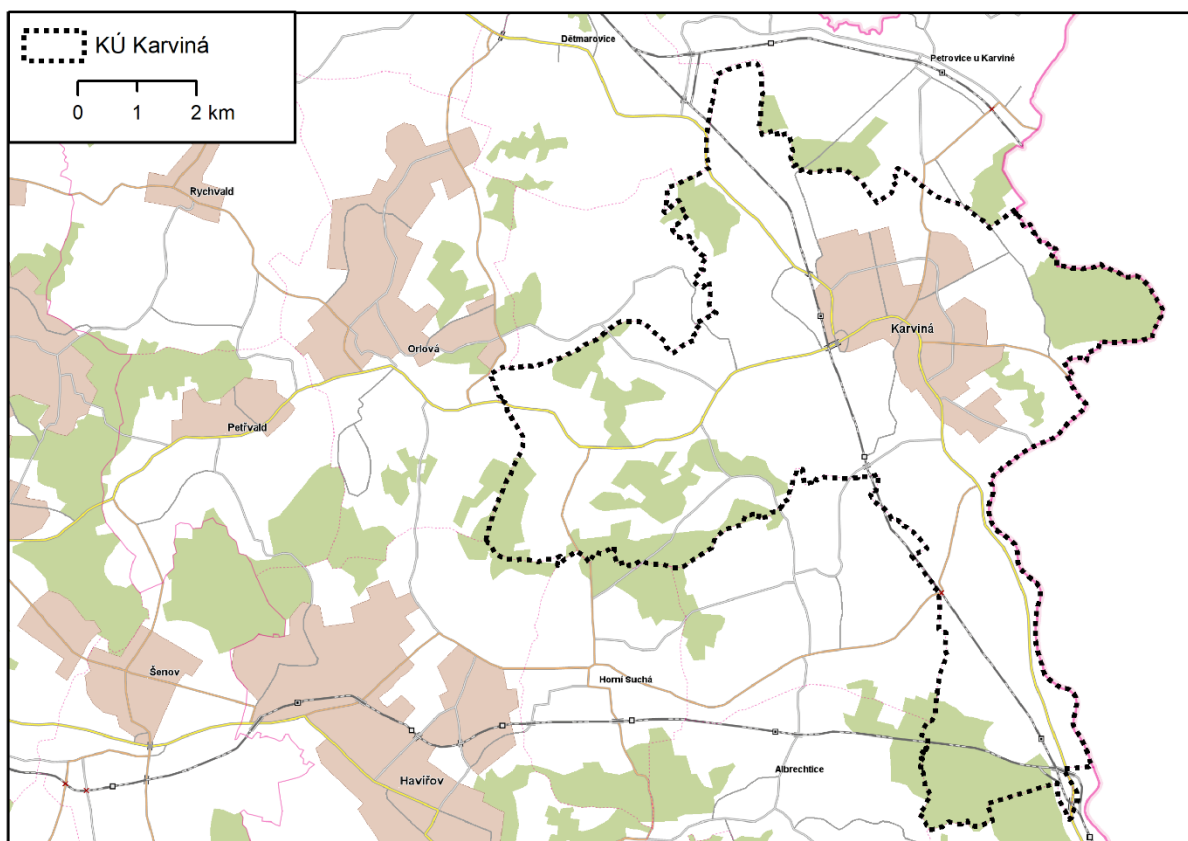 KÚ Karviná
0 1 2 km
Dětmarovice
Petrovice u Karviné
Rychvald
Karviná
Orlová
Petřvald
Šenov
Horní Suchá
Albrechtice
Havířov